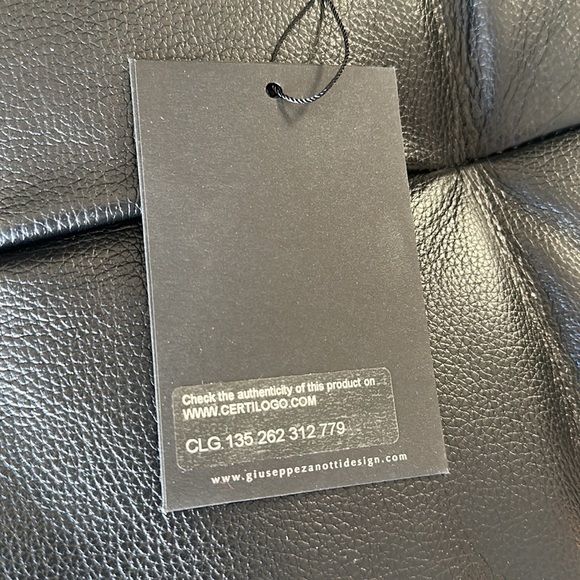 Check the authenticity of this product on
WWW.CERTILOGO.COM
CLG 135 262 312 779
www.giuseppezanottidesign.com